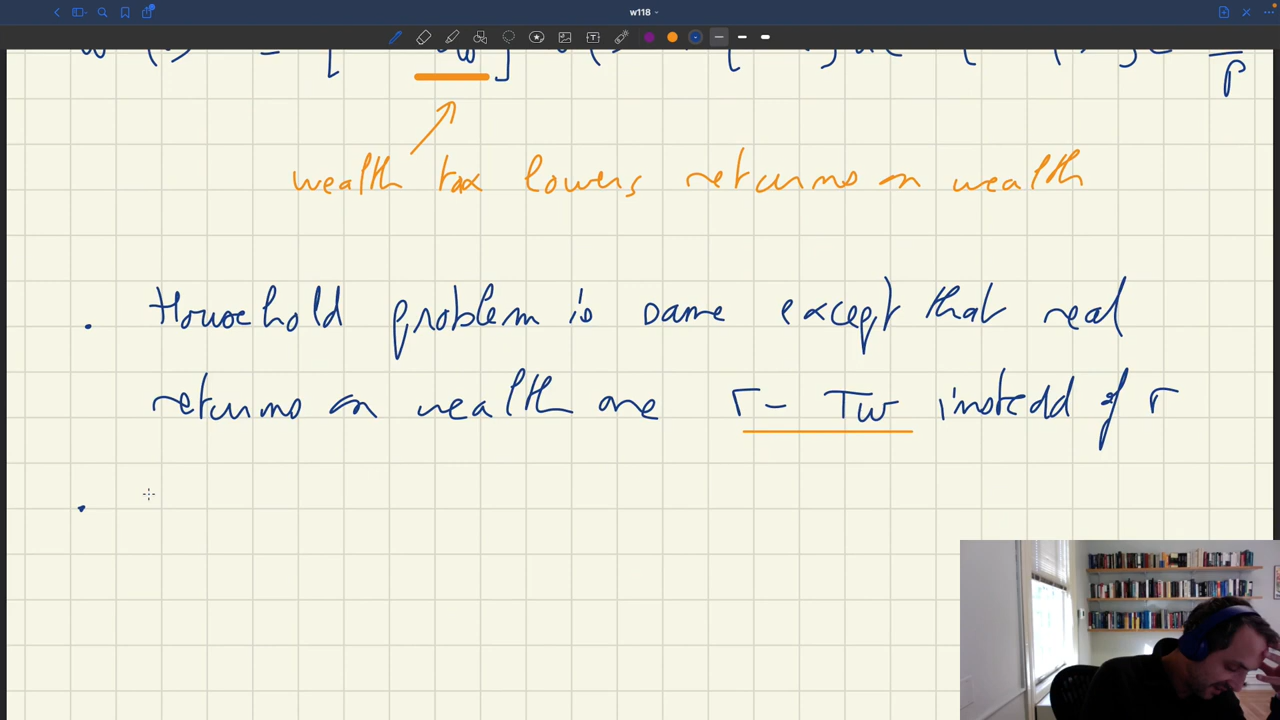 w118
wealth tax lowers returns on wealth
. Household problem is same except that real
returns on wealth are r - τw instead of r
.